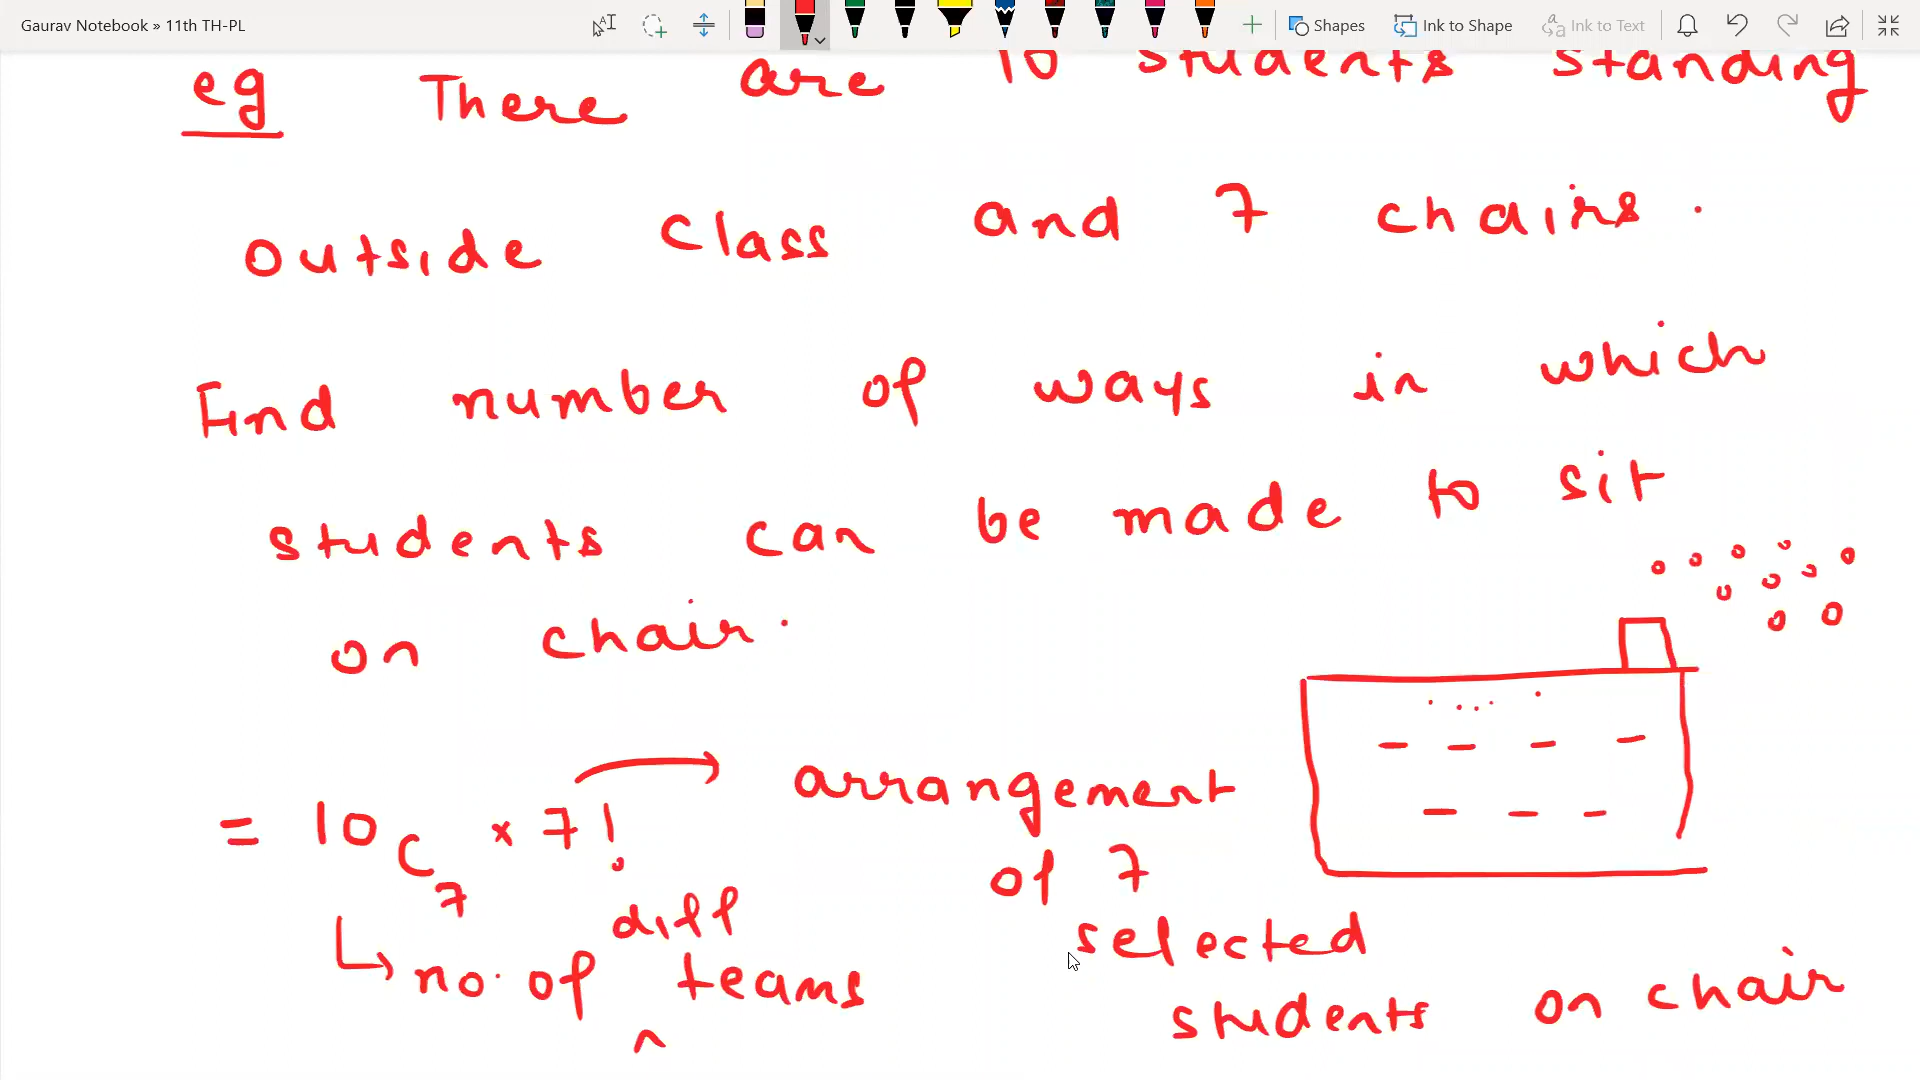 Gaurav Notebook » 11th TH-PL
Shapes Ink to Shape Ink to Text
eg There are 10 students standing
outside class and 7 chairs.
Find number of ways in which
students can be made to sit
on chair.
= 10C7 × 7! → arrangement
of 7
selected
students on chair
↳ no. of diff teams